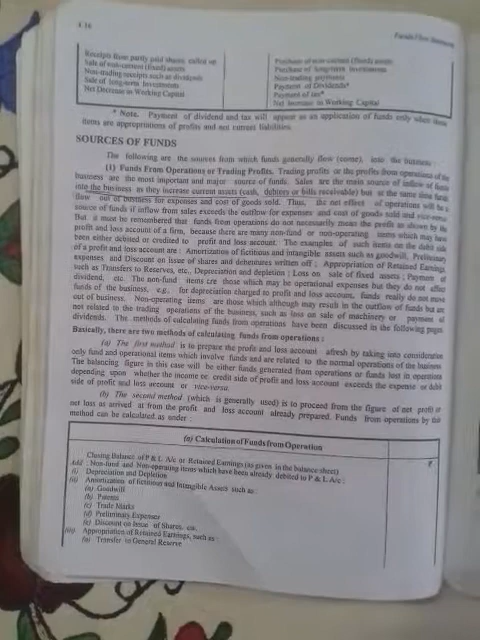 4.16
Funds Flow Statement
Receipts from partly paid shares, called up
Sale of non-current (fixed) assets
Non-trading receipts such as dividends
Sale of long-term Investments
Net Decrease in Working Capital
Purchase of non-current (fixed) assets
Purchase of long-term Investments
Non-trading payments
Payment of Dividends*
Payment of tax*
Net Increase in Working Capital
* Note. Payment of dividend and tax will appear as an application of funds only when these
items are appropriations of profits and not current liabilities.
SOURCES OF FUNDS
The following are the sources from which funds generally flow (come), into the business :
(1) Funds From Operations or Trading Profits. Trading profits or the profits from operations of the
business are the most important and major source of funds. Sales are the main source of inflow of funds
into the business as they increase current assets (cash, debtors or bills receivable) but at the same time funds
flow out of business for expenses and cost of goods sold. Thus, the net effect of operations will be a
source of funds if inflow from sales exceeds the outflow for expenses and cost of goods sold and vice-versa.
But it must be remembered that funds from operations do not necessarily mean the profit as shown by the
profit and loss account of a firm, because there are many non-fund or non-operating items which may have
been either debited or credited to profit and loss account. The examples of such items on the debit side
of a profit and loss account are : Amortization of fictitious and intangible assets such as goodwill, Preliminary
expenses and Discount on issue of shares and debentures written off ; Appropriation of Retained Earnings,
such as Transfers to Reserves, etc., Depreciation and depletion ; Loss on sale of fixed assets ; Payment of
dividend, etc. The non-fund items are those which may be operational expenses but they do not affect
funds of the business, e.g. for depreciation charged to profit and loss account, funds really do not move
out of business. Non-operating items are those which although may result in the outflow of funds but are
not related to the trading operations of the business, such as loss on sale of machinery or payment of
dividends. The methods of calculating funds from operations have been discussed in the following pages.
Basically, there are two methods of calculating funds from operations :
(a) The first method is to prepare the profit and loss account afresh by taking into consideration
only fund and operational items which involve funds and are related to the normal operations of the business.
The balancing figure in this case will be either funds generated from operations or funds lost in operations
depending upon whether the income or credit side of profit and loss account exceeds the expense or debit
side of profit and loss account or vice-versa.
(b) The second method (which is generally used) is to proceed from the figure of net profit or
net loss as arrived at from the profit and loss account already prepared. Funds from operations by this
method can be calculated as under :
(a) Calculation of Funds from Operation
₹
Closing Balance of P & L A/c or Retained Earnings (as given in the balance sheet)
Add : Non-fund and Non-operating items which have been already debited to P & L A/c :
(i) Depreciation and Depletion
(ii) Amortization of fictitious and Intangible Assets such as :
(a) Goodwill
(b) Patents
(c) Trade Marks
(d) Preliminary Expenses
(e) Discount on Issue of Shares, etc.
(iii) Appropriation of Retained Earnings, such as :
(a) Transfer to General Reserve